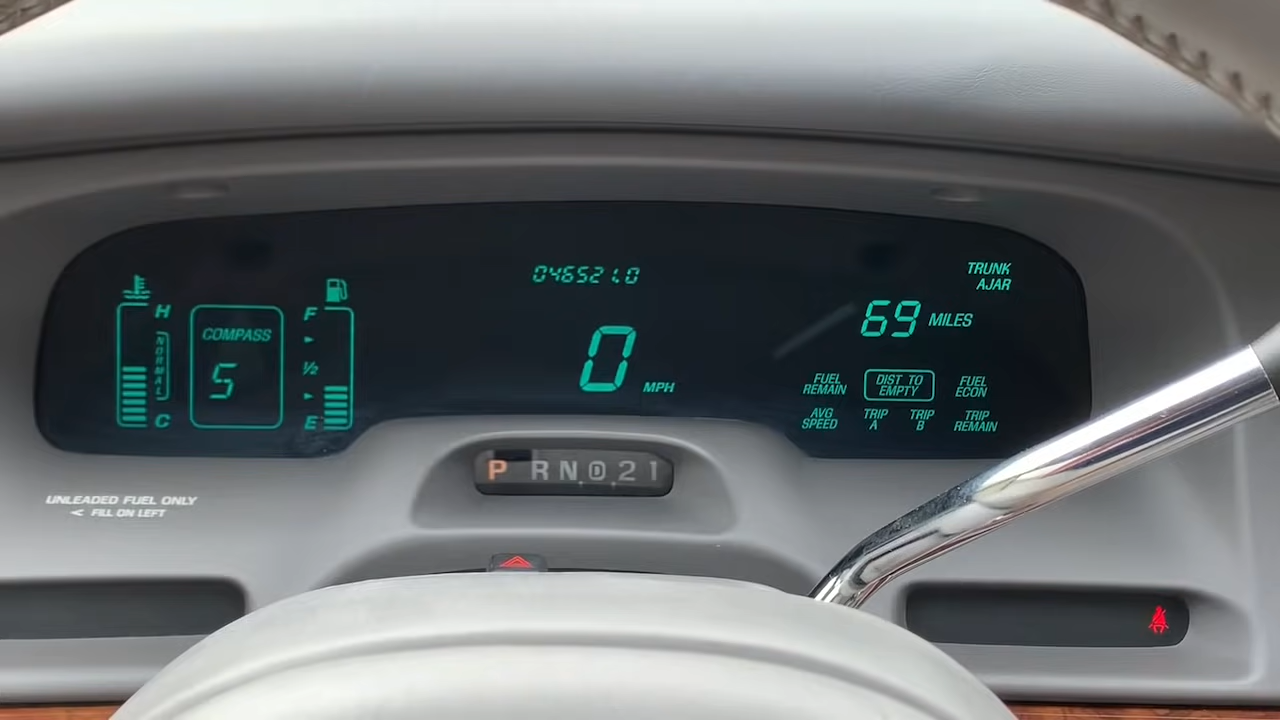 046521.0
TRUNK
AJAR
H
NORMAL
C
COMPASS
S
F
1/2
E
0 MPH
69 MILES
FUEL
REMAIN
DIST TO
EMPTY
FUEL
ECON
AVG
SPEED
TRIP
A
TRIP
B
TRIP
REMAIN
P R N D 2 1
UNLEADED FUEL ONLY
< FILL ON LEFT